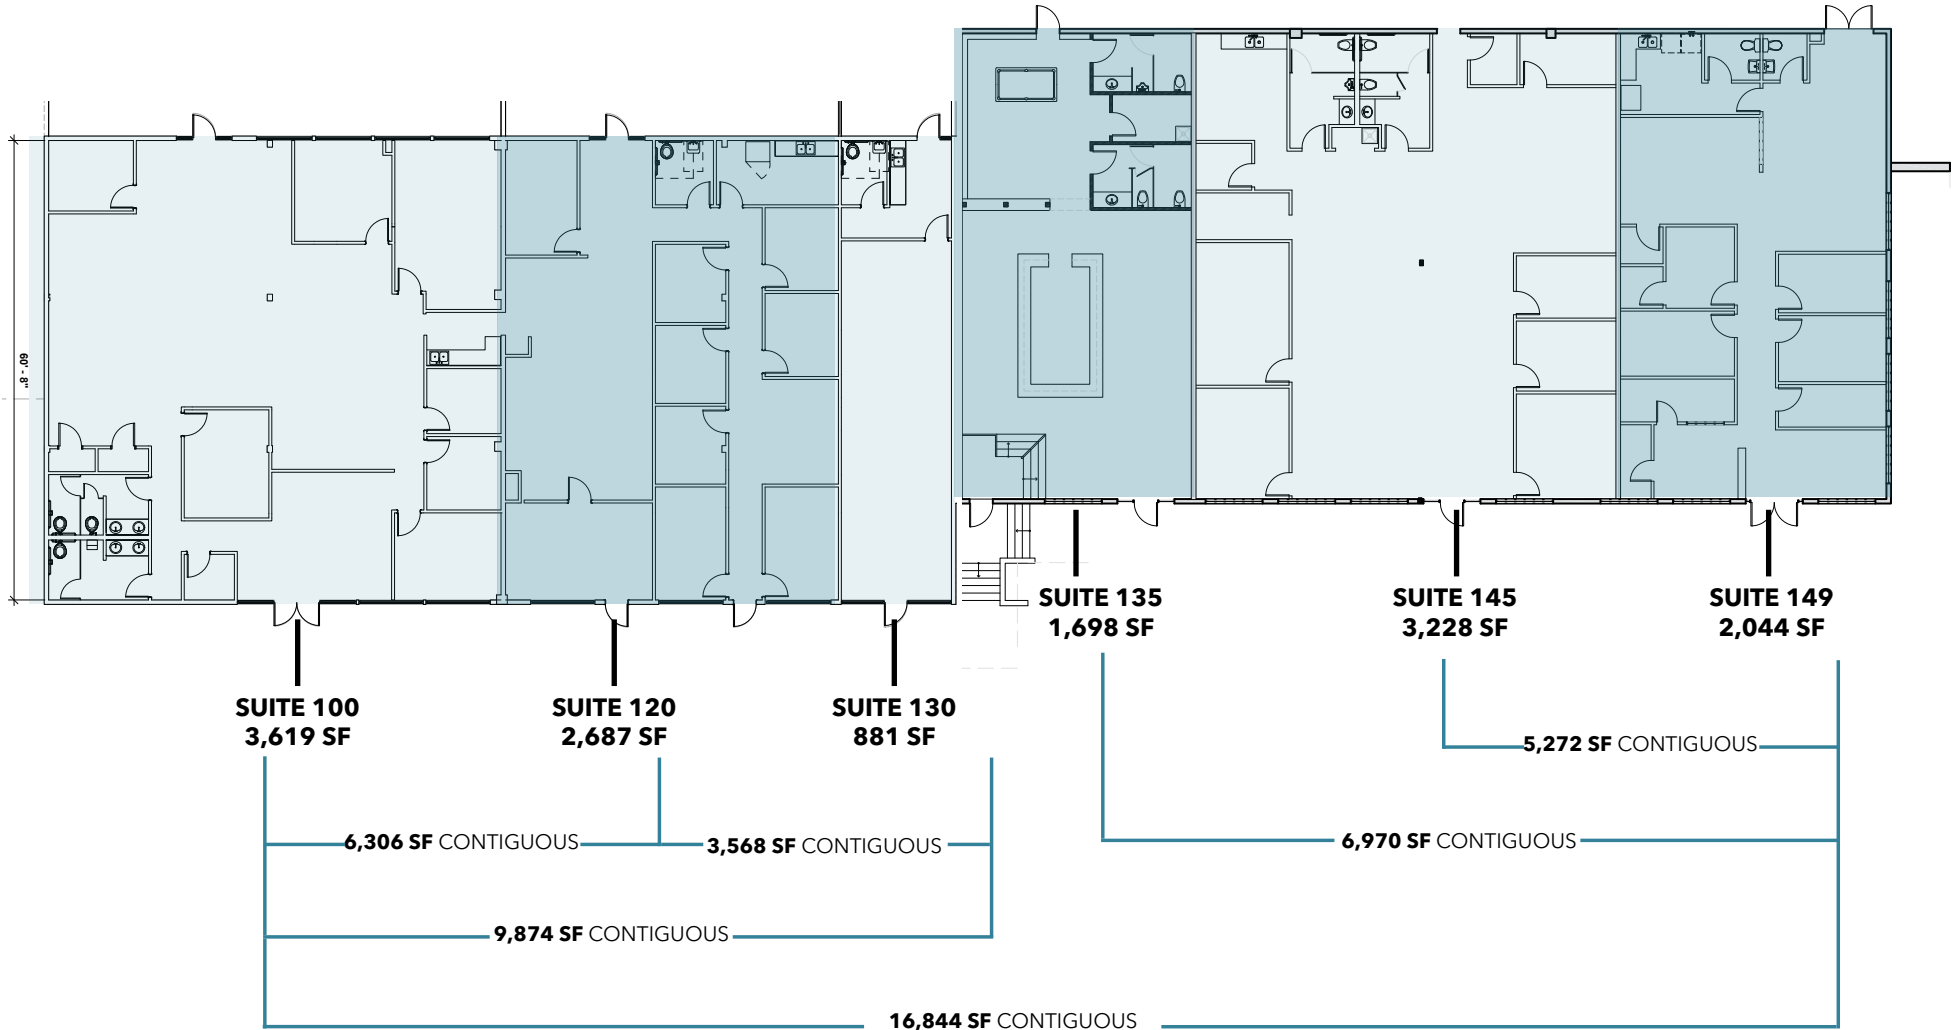 60' - 8"
SUITE 135
1,698 SF
SUITE 145
3,228 SF
SUITE 149
2,044 SF
SUITE 100
3,619 SF
SUITE 120
2,687 SF
SUITE 130
881 SF
5,272 SF CONTIGUOUS
6,306 SF CONTIGUOUS
3,568 SF CONTIGUOUS
6,970 SF CONTIGUOUS
9,874 SF CONTIGUOUS
16,844 SF CONTIGUOUS